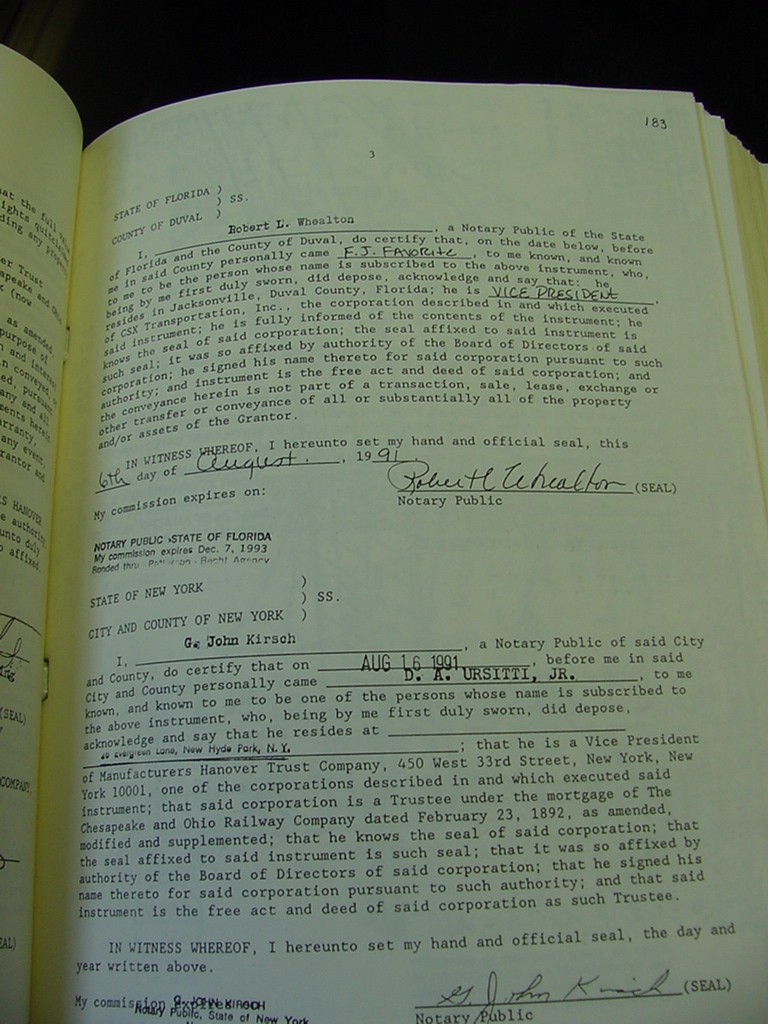 183
3
STATE OF FLORIDA )
) SS.
COUNTY OF DUVAL )
I, Robert L. Whealton, a Notary Public of the State
of Florida and the County of Duval, do certify that, on the date below, before
me in said County personally came F.J. FAVORITE, to me known, and known
to me to be the person whose name is subscribed to the above instrument, who,
being by me first duly sworn, did depose, acknowledge and say that: he
resides in Jacksonville, Duval County, Florida; he is VICE PRESIDENT,
of CSX Transportation, Inc., the corporation described in and which executed
said instrument; he is fully informed of the contents of the instrument; he
knows the seal of said corporation; the seal affixed to said instrument is
such seal; it was so affixed by authority of the Board of Directors of said
corporation; he signed his name thereto for said corporation pursuant to such
authority; and instrument is the free act and deed of said corporation; and
the conveyance herein is not part of a transaction, sale, lease, exchange or
other transfer or conveyance of all or substantially all of the property
and/or assets of the Grantor.
IN WITNESS WHEREOF, I hereunto set my hand and official seal, this
6th day of August, 1991.
Robert L Whealton (SEAL)
My commission expires on: Notary Public
NOTARY PUBLIC STATE OF FLORIDA
My commission expires Dec. 7, 1993
Bonded thru Agency
STATE OF NEW YORK )
) SS.
CITY AND COUNTY OF NEW YORK )
I, G. John Kirsch, a Notary Public of said City
and County, do certify that on AUG 16 1991, before me in said
City and County personally came D. A. URSITTI, JR., to me
known, and known to me to be one of the persons whose name is subscribed to
the above instrument, who, being by me first duly sworn, did depose,
acknowledge and say that he resides at
Evergreen Lane, New Hyde Park, N.Y.; that he is a Vice President
of Manufacturers Hanover Trust Company, 450 West 33rd Street, New York, New
York 10001, one of the corporations described in and which executed said
instrument; that said corporation is a Trustee under the mortgage of The
Chesapeake and Ohio Railway Company dated February 23, 1892, as amended,
modified and supplemented; that he knows the seal of said corporation; that
the seal affixed to said instrument is such seal; that it was so affixed by
authority of the Board of Directors of said corporation; that he signed his
name thereto for said corporation pursuant to such authority; and that said
instrument is the free act and deed of said corporation as such Trustee.
IN WITNESS WHEREOF, I hereunto set my hand and official seal, the day and
year written above.
G. John Kirsch (SEAL)
My commission expires on: G. JOHN KIRSCH
Notary Public, State of New York
Notary Public